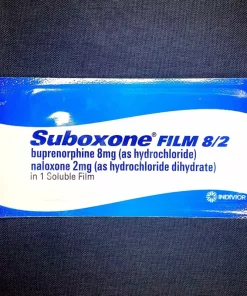 Suboxone® FILM 8/2
buprenorphine 8mg (as hydrochloride)
naloxone 2mg (as hydrochloride dihydrate)
in 1 Soluble Film
INDIVIOR